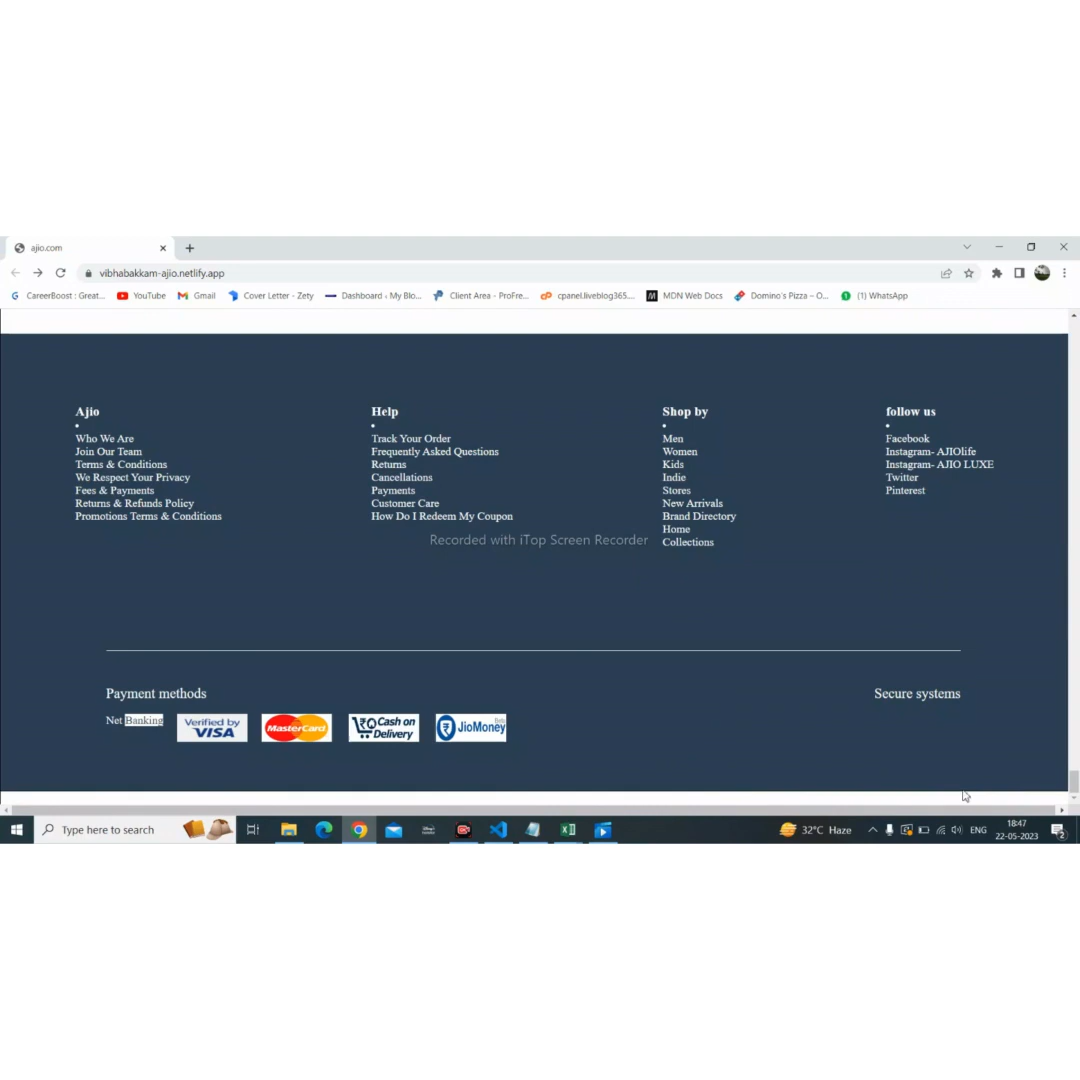 ajio.com
vibhabakkam-ajio.netlify.app
CareerBoost : Great... YouTube Gmail Cover Letter - Zety Dashboard ‹ My Blo... Client Area - ProFre... cpanel.liveblog365.... MDN Web Docs Domino's Pizza – O... (1) WhatsApp
Ajio Help Shop by follow us
Who We Are Track Your Order Men Facebook
Join Our Team Frequently Asked Questions Women Instagram- AJIOlife
Terms & Conditions Returns Kids Instagram- AJIO LUXE
We Respect Your Privacy Cancellations Indie Twitter
Fees & Payments Payments Stores Pinterest
Returns & Refunds Policy Customer Care New Arrivals
Promotions Terms & Conditions How Do I Redeem My Coupon Brand Directory
Home
Recorded with iTop Screen Recorder
Collections
Payment methods Secure systems
Net Banking Verified by VISA MasterCard Cash on Delivery JioMoney Beta
Type here to search 32°C Haze ENG 18:47
22-05-2023 2